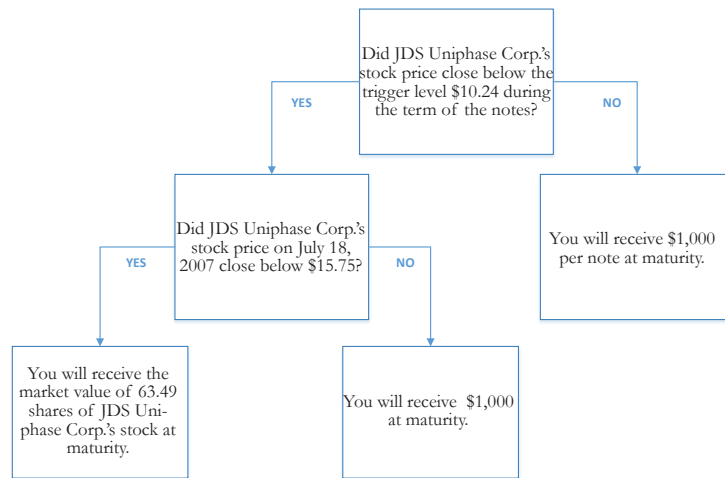 Did JDS Uniphase Corp.'s
stock price close below the
trigger level $10.24 during
the term of the notes?
YES
NO
Did JDS Uniphase Corp.'s
stock price on July 18,
2007 close below $15.75?
You will receive $1,000
per note at maturity.
YES
NO
You will receive the
market value of 63.49
shares of JDS Uni-
phase Corp.'s stock at
maturity.
You will receive $1,000
at maturity.